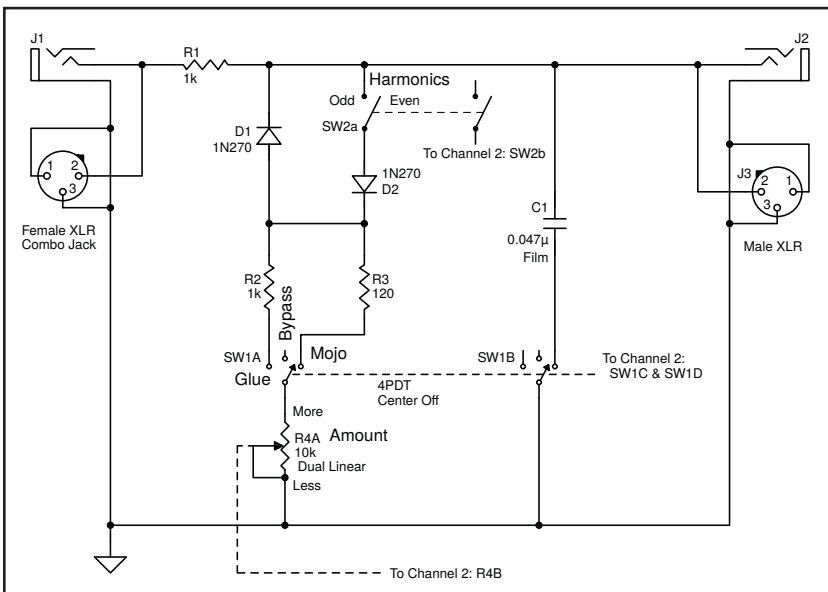 J1
J2
R1
1k
Harmonics
Odd
Even
SW2a
To Channel 2: SW2b
D1
1N270
1N270
D2
1
2
3
Female XLR
Combo Jack
J3
2
1
3
Male XLR
C1
0.047µ
Film
R2
1k
R3
120
Bypass
SW1A
Mojo
Glue
SW1B
To Channel 2:
SW1C & SW1D
4PDT
Center Off
More
R4A
Amount
10k
Dual Linear
Less
To Channel 2: R4B